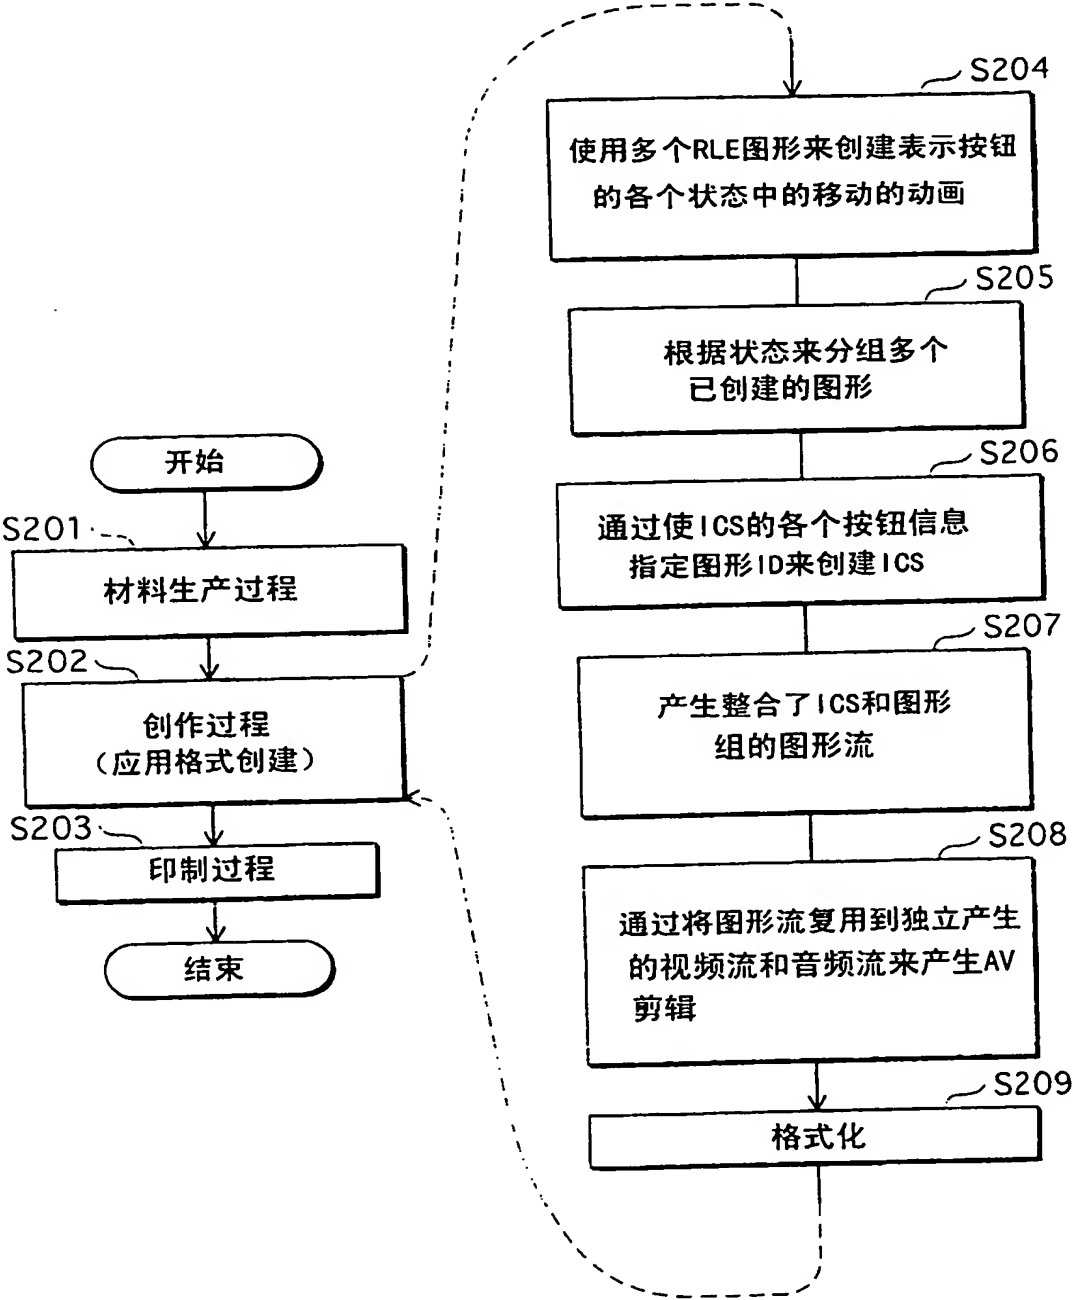 开始
S201
材料生产过程
S202
创作过程
（应用格式创建）
S203
印制过程
结束
S204
使用多个RLE图形来创建表示按钮
的各个状态中的移动的动画
S205
根据状态来分组多个
已创建的图形
S206
通过使ICS的各个按钮信息
指定图形ID来创建ICS
S207
产生整合了ICS和图形
组的图形流
S208
通过将图形流复用到独立产生
的视频流和音频流来产生AV
剪辑
S209
格式化